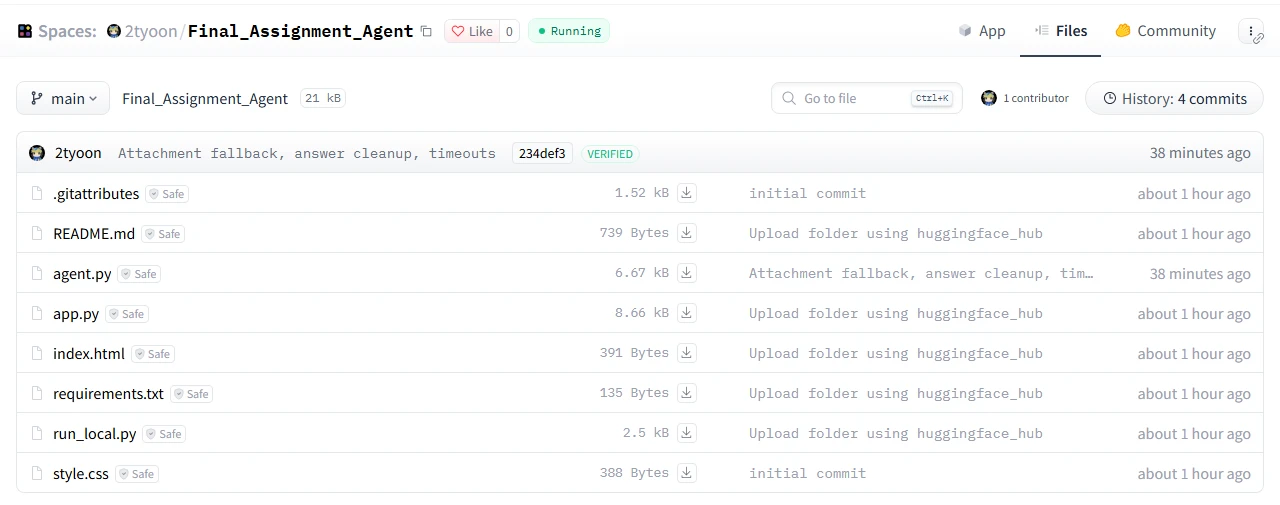 Spaces: 2tyoon/Final_Assignment_Agent Like 0 Running App Files Community
main Final_Assignment_Agent 21 kB Go to file Ctrl+K 1 contributor History: 4 commits
2tyoon Attachment fallback, answer cleanup, timeouts 234def3 VERIFIED 38 minutes ago
.gitattributes Safe 1.52 kB initial commit about 1 hour ago
README.md Safe 739 Bytes Upload folder using huggingface_hub about 1 hour ago
agent.py Safe 6.67 kB Attachment fallback, answer cleanup, tim… 38 minutes ago
app.py Safe 8.66 kB Upload folder using huggingface_hub about 1 hour ago
index.html Safe 391 Bytes Upload folder using huggingface_hub about 1 hour ago
requirements.txt Safe 135 Bytes Upload folder using huggingface_hub about 1 hour ago
run_local.py Safe 2.5 kB Upload folder using huggingface_hub about 1 hour ago
style.css Safe 388 Bytes initial commit about 1 hour ago